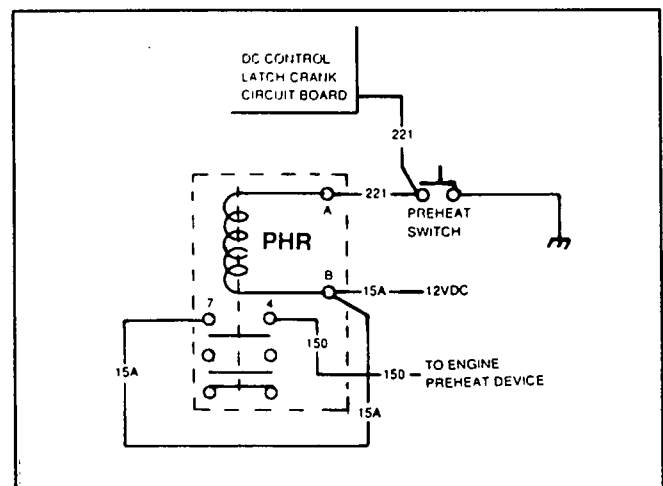 DC CONTROL
LATCH CRANK
CIRCUIT BOARD
221
221
A
PREHEAT
SWITCH
PHR
B
15A
12VDC
7
4
150
15A
150
TO ENGINE
PREHEAT DEVICE
15A